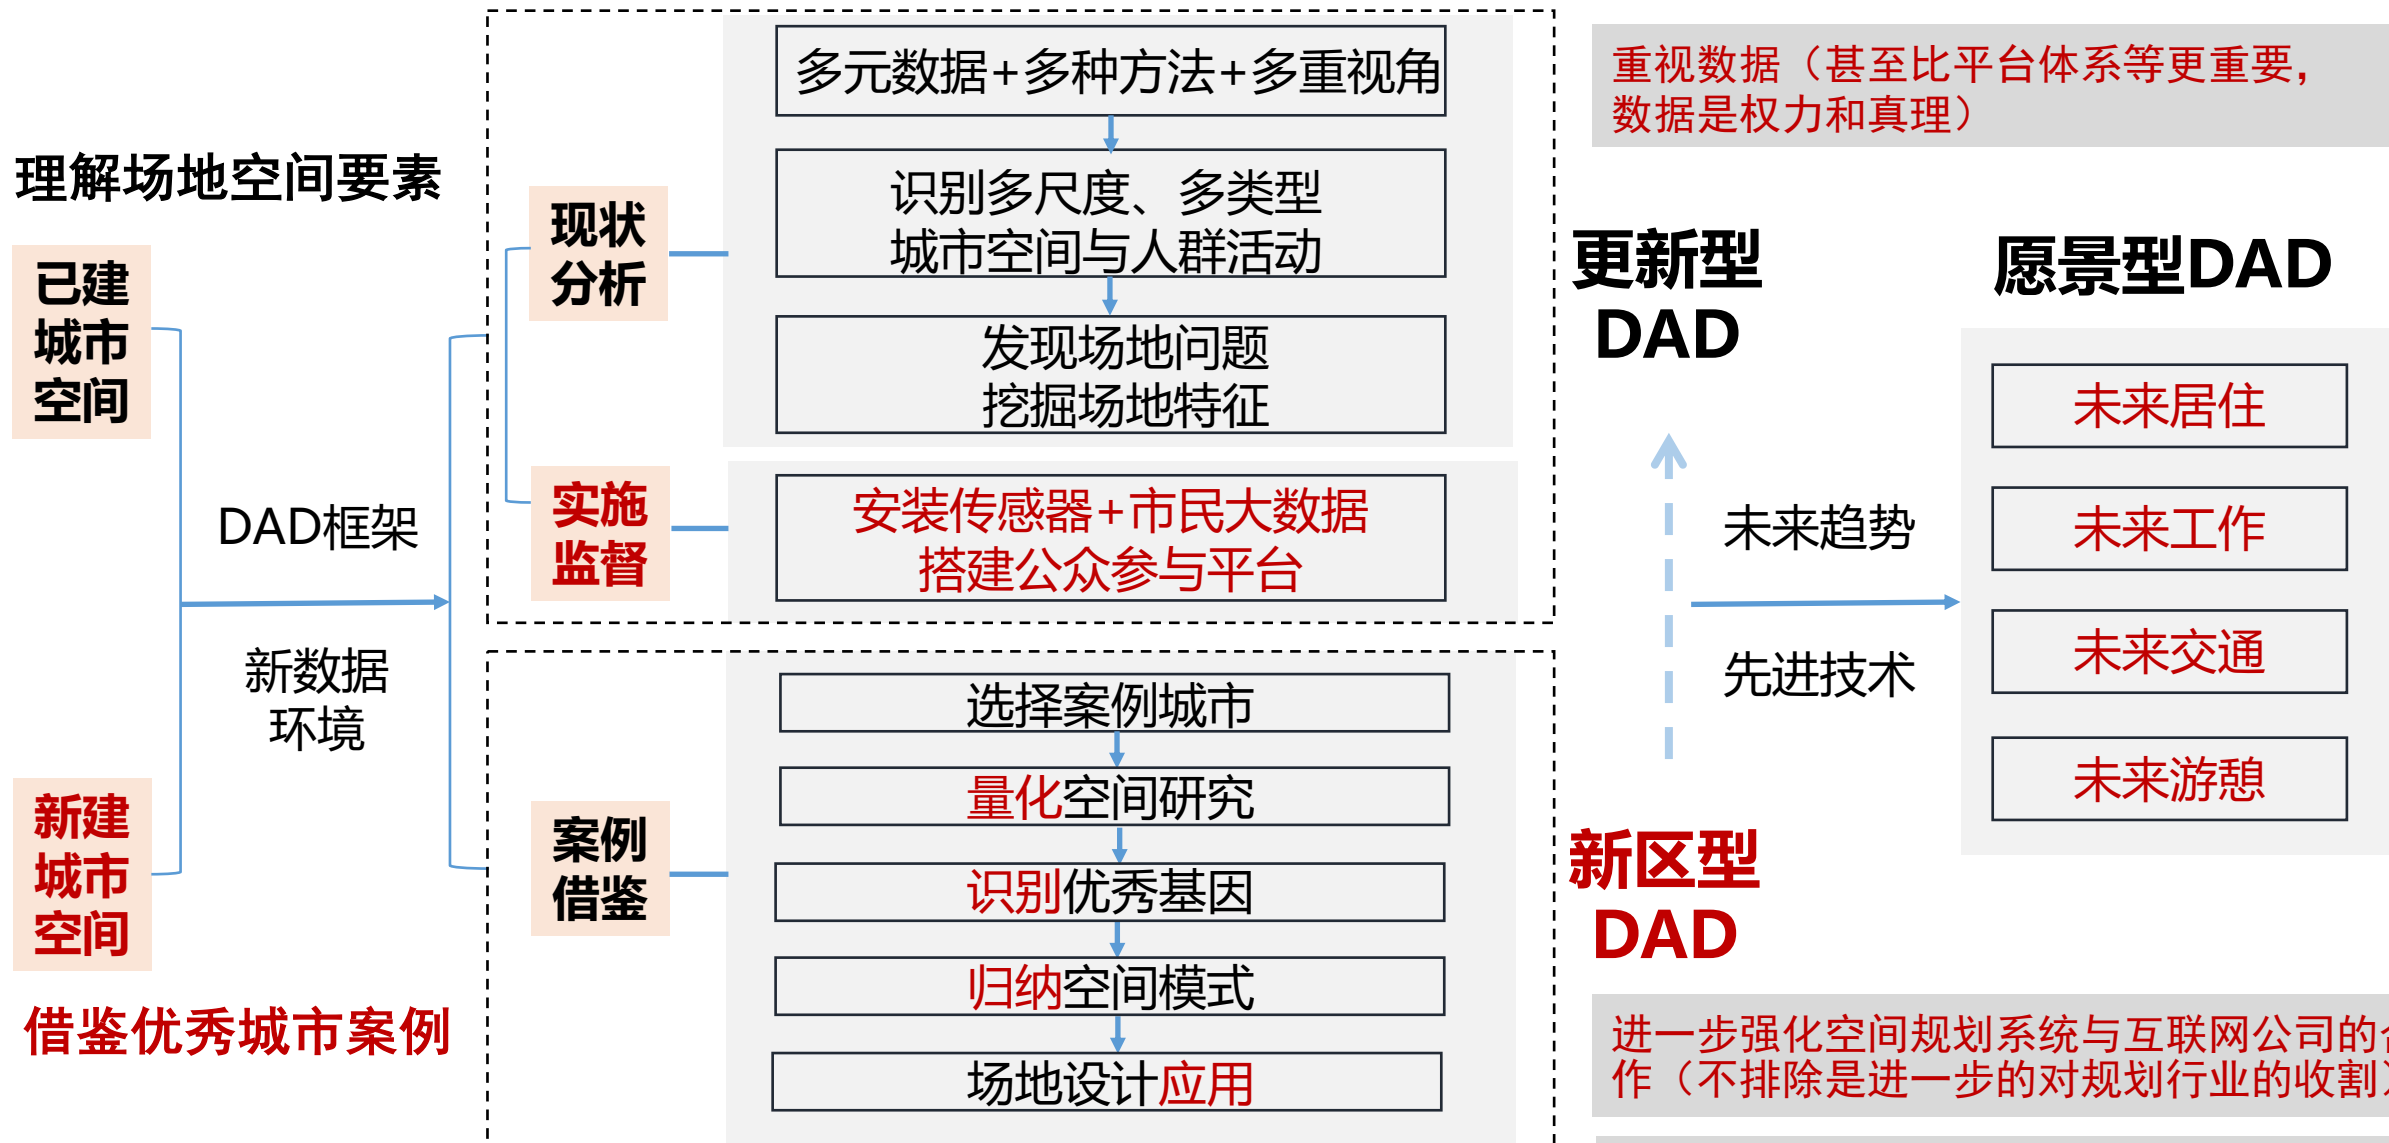 理解场地空间要素
已建
城市
空间
DAD框架
新数据
环境
新建
城市
空间
借鉴优秀城市案例
现状
分析
多元数据+多种方法+多重视角
识别多尺度、多类型
城市空间与人群活动
发现场地问题
挖掘场地特征
实施
监督
安装传感器+市民大数据
搭建公众参与平台
案例
借鉴
选择案例城市
量化空间研究
识别优秀基因
归纳空间模式
场地设计应用
重视数据（甚至比平台体系等更重要，
数据是权力和真理）
更新型
DAD
未来趋势
先进技术
新区型
DAD
愿景型DAD
未来居住
未来工作
未来交通
未来游憩
进一步强化空间规划系统与互联网公司的合
作（不排除是进一步的对规划行业的收割）